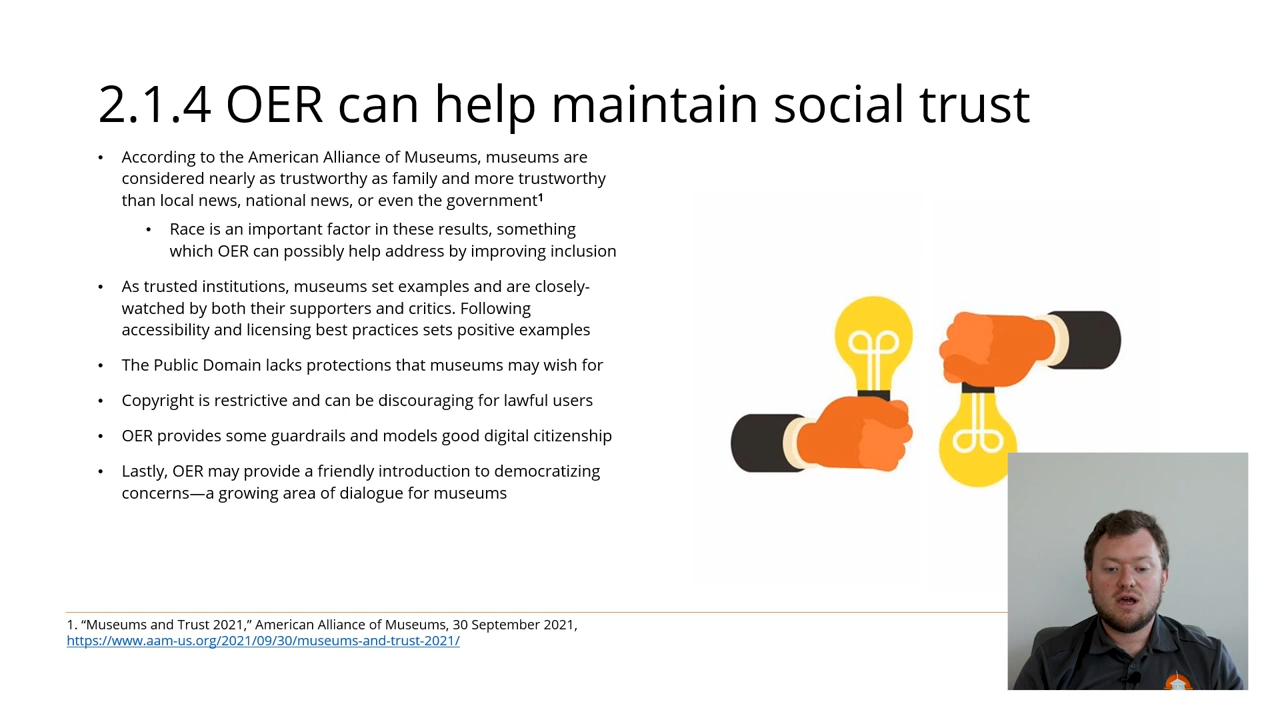 2.1.4 OER can help maintain social trust
• According to the American Alliance of Museums, museums are
considered nearly as trustworthy as family and more trustworthy
than local news, national news, or even the government¹
• Race is an important factor in these results, something
which OER can possibly help address by improving inclusion
• As trusted institutions, museums set examples and are closely-
watched by both their supporters and critics. Following
accessibility and licensing best practices sets positive examples
• The Public Domain lacks protections that museums may wish for
• Copyright is restrictive and can be discouraging for lawful users
• OER provides some guardrails and models good digital citizenship
• Lastly, OER may provide a friendly introduction to democratizing
concerns—a growing area of dialogue for museums
1. “Museums and Trust 2021,” American Alliance of Museums, 30 September 2021,
https://www.aam-us.org/2021/09/30/museums-and-trust-2021/